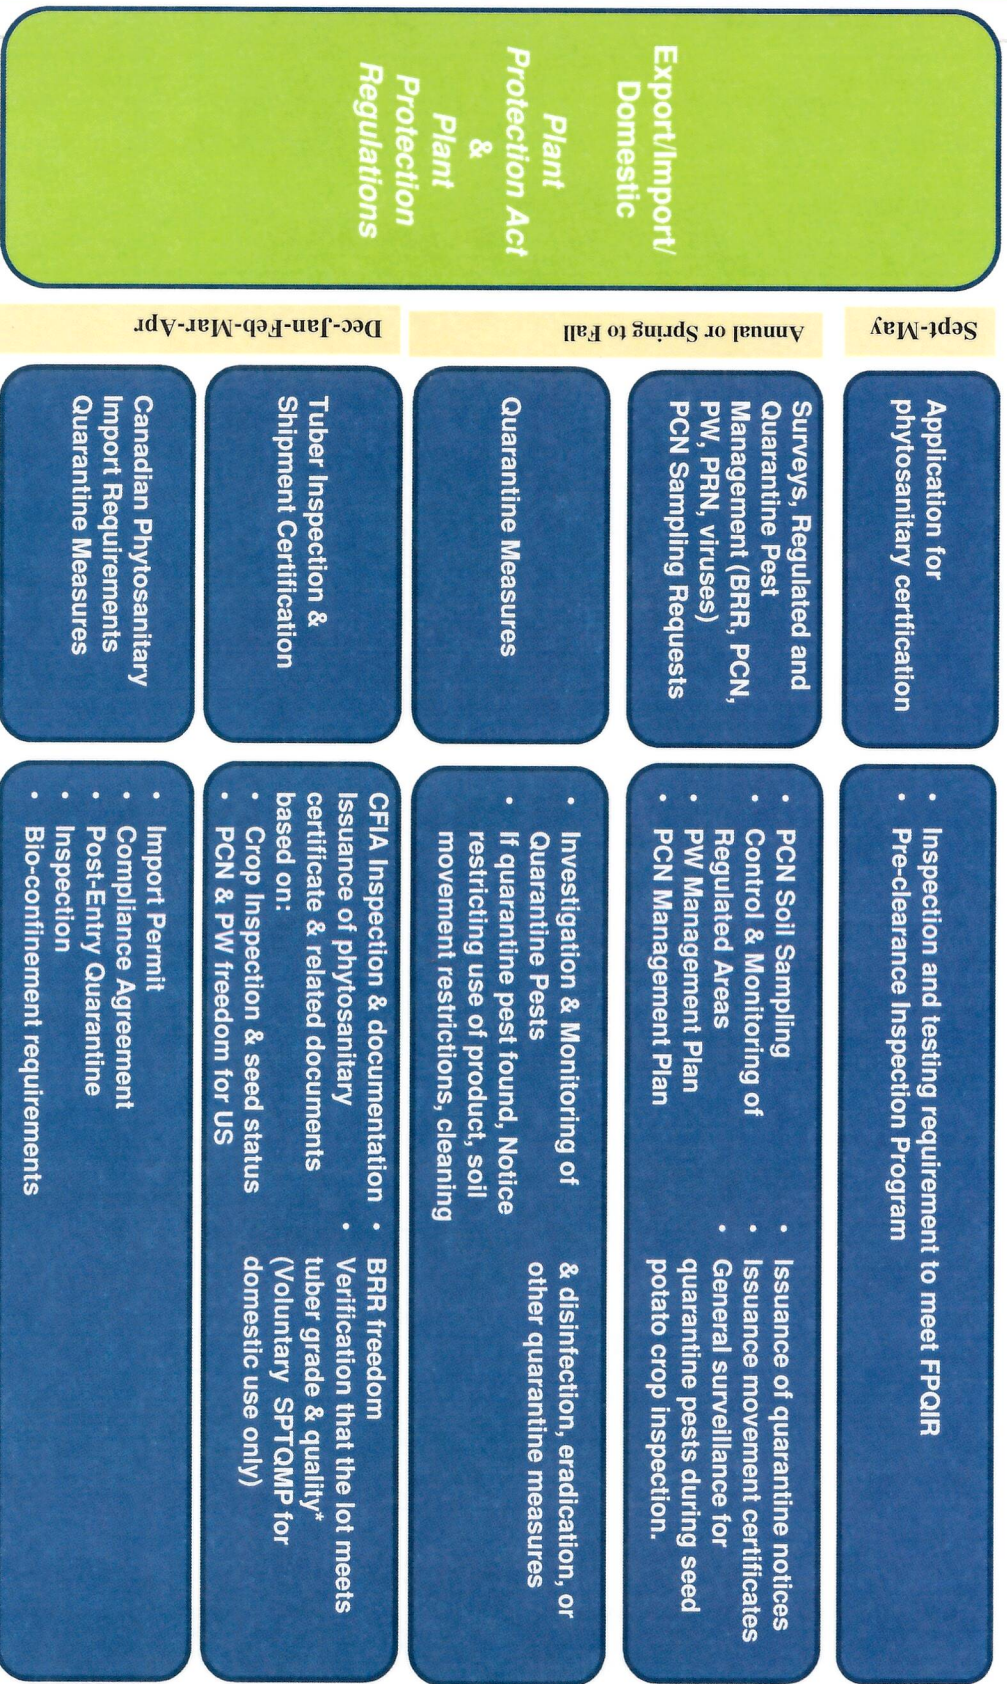 Export/Import/
Domestic
Plant
Protection Act
&
Plant
Protection
Regulations
Sept-May
Application for
phytosanitary certfication
• Inspection and testing requirement to meet FPQIR
• Pre-clearance Inspection Program
Annual or Spring to Fall
Surveys, Regulated and
Quarantine Pest
Management (BRR, PCN,
PW, PRN, viruses)
PCN Sampling Requests
• PCN Soil Sampling
• Control & Monitoring of
Regulated Areas
• PW Management Plan
• PCN Management Plan
• Issuance of quarantine notices
• Issuance movement certificates
• General surveillance for
quarantine pests during seed
potato crop inspection.
Quarantine Measures
• Investigation & Monitoring of
Quarantine Pests
• If quarantine pest found, Notice
restricting use of product, soil
movement restrictions, cleaning
& disinfection, eradication, or
other quarantine measures
Dec-Jan-Feb-Mar-Apr
Tuber Inspection &
Shipment Certification
CFIA Inspection & documentation
Issuance of phytosanitary
certificate & related documents
based on:
• Crop Inspection & seed status
• PCN & PW freedom for US
• BRR freedom
• Verification that the lot meets
tuber grade & quality*
(Voluntary SPTQMP for
domestic use only)
Canadian Phytosanitary
Import Requirements
Quarantine Measures
• Import Permit
• Compliance Agreement
• Post-Entry Quarantine
• Inspection
• Bio-confinement requirements